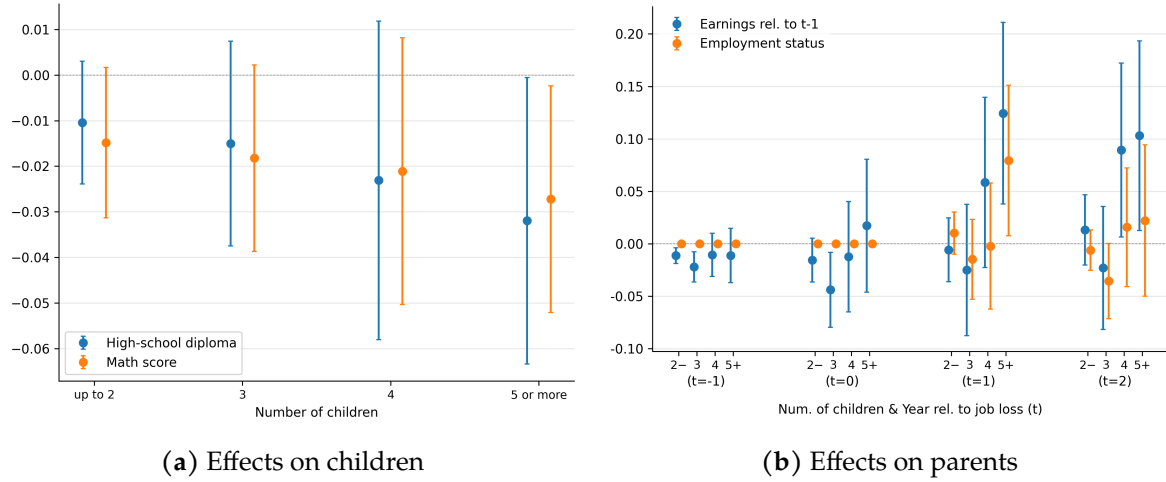 0.01
0.00
−0.01
−0.02
−0.03
−0.04
−0.05
−0.06
High-school diploma
Math score
up to 2 3 4 5 or more
Number of children
(a) Effects on children
0.20
0.15
0.10
0.05
0.00
-0.05
-0.10
Earnings rel. to t-1
Employment status
2− 3 4 5+ 2− 3 4 5+ 2− 3 4 5+ 2− 3 4 5+
(t=-1) (t=0) (t=1) (t=2)
Num. of children & Year rel. to job loss (t)
(b) Effects on parents